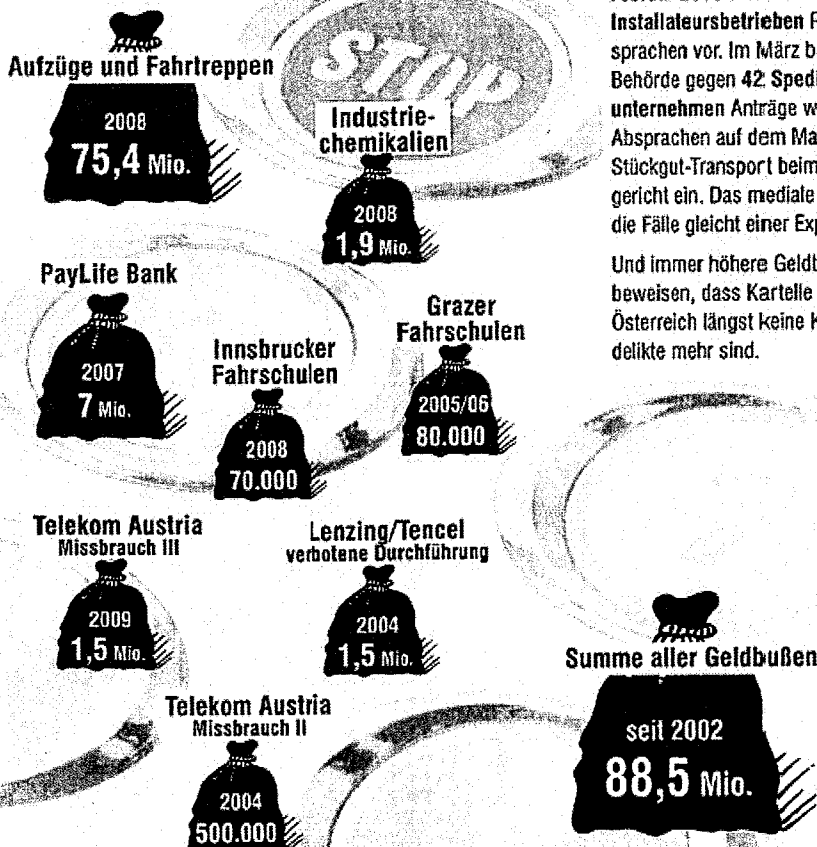 Aufzüge und Fahrtreppen
2008
75,4 Mio.
STOP
Industrie-
chemikalien
2008
1,9 Mio.
PayLife Bank
2007
7 Mio.
Innsbrucker
Fahrschulen
2008
70.000
Grazer
Fahrschulen
2005/06
80.000
Telekom Austria
Missbrauch III
2009
1,5 Mio.
Lenzing/Tencel
verbotene Durchführung
2004
1,5 Mio.
Telekom Austria
Missbrauch II
2004
500.000
Summe aller Geldbußen
seit 2002
88,5 Mio.
Installateursbetrieben
sprachen vor. Im März b
Behörde gegen 42 Spedi
unternehmen Anträge w
Absprachen auf dem Ma
Stückgut-Transport beim
gericht ein. Das mediale
die Fälle gleicht einer Ex
Und immer höhere Geldb
beweisen, dass Kartelle
Österreich längst keine K
delikte mehr sind.